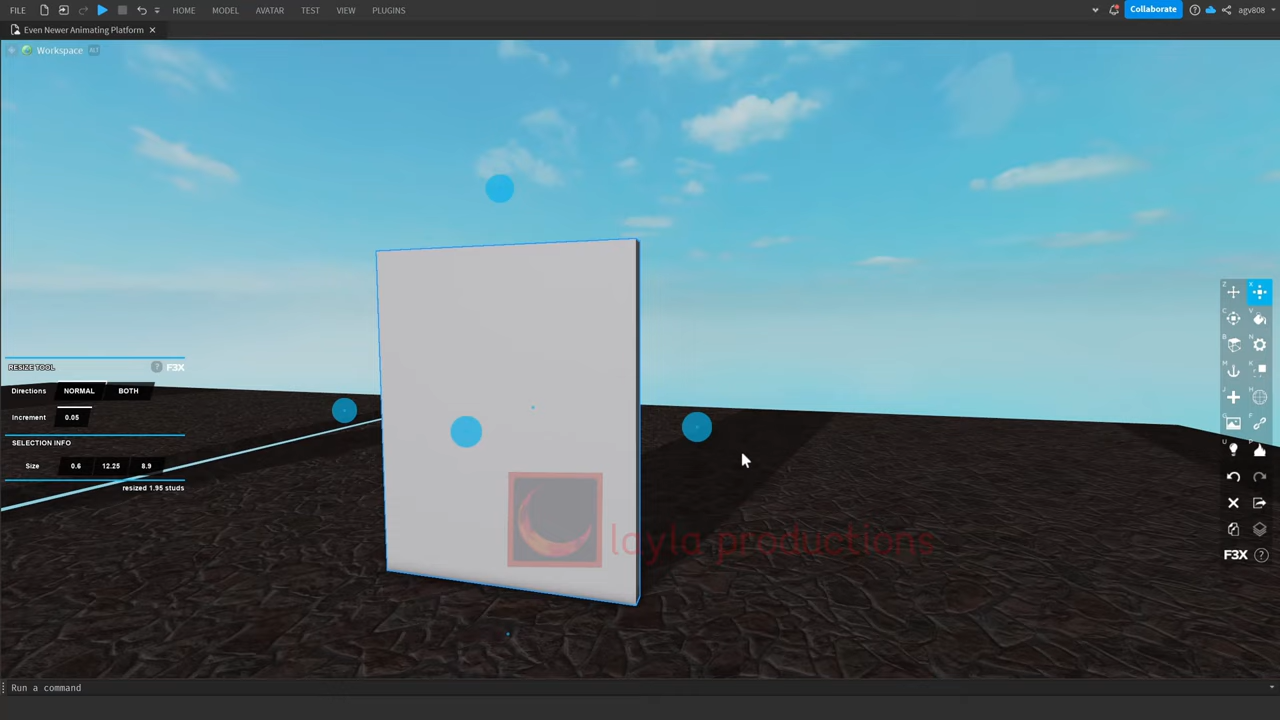 FILE MODEL AVATAR TEST VIEW PLUGINS Collaborate agv808
Even Newer Animating Platform
Workspace ALT
HOME
Z X
C V
B N
M K
J H
U P
RESIZE TOOL ? F3X
Directions NORMAL BOTH
Increment 0.05
SELECTION INFO
Size 0.6 12.25 8.9
resized 1.95 studs
layla productions
F3X ?
Run a command